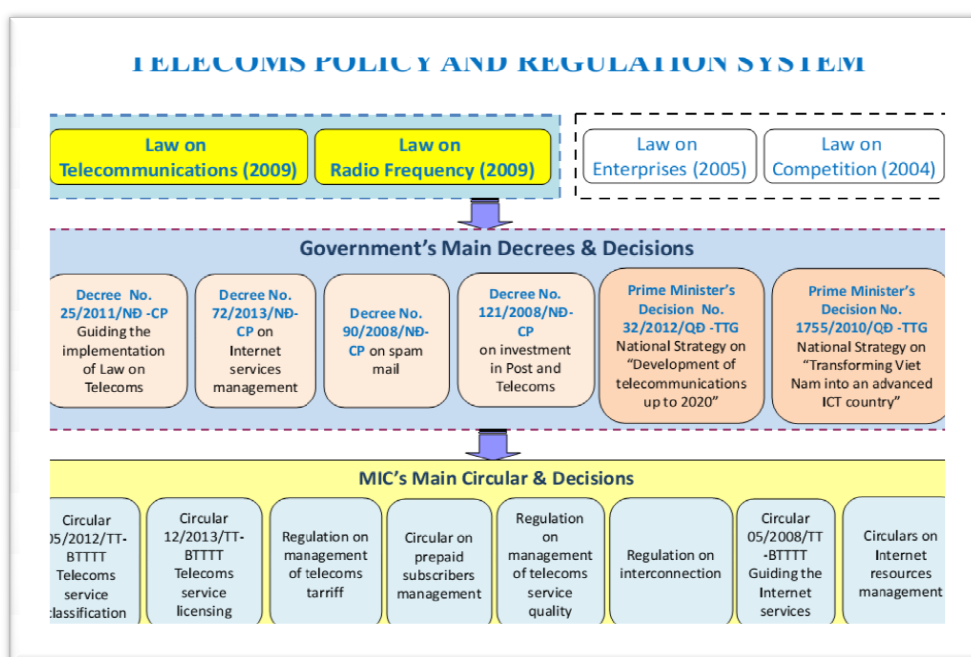 TELECOMS POLICY AND REGULATION SYSTEM
Law on
Telecommunications (2009)
Law on
Radio Frequency (2009)
Law on
Enterprises (2005)
Law on
Competition (2004)
Government's Main Decrees & Decisions
Decree No.
25/2011/NĐ -CP
Guiding the
implementation
of Law on
Telecoms
Decree No.
72/2013/NĐ-
CP on
Internet
services
management
Decree No.
90/2008/NĐ-
CP on spam
mail
Decree No.
121/2008/NĐ-
CP
on investment
in Post and
Telecoms
Prime Minister's
Decision No.
32/2012/QĐ -TTG
National Strategy on
"Development of
telecommunications
up to 2020"
Prime Minister's
Decision No.
1755/2010/QĐ -TTG
National Strategy on
"Transforming Viet
Nam into an advanced
ICT country"
MIC's Main Circular & Decisions
Circular
05/2012/TT-
BTTTT
Telecoms
service
classification
Circular
12/2013/TT-
BTTTT
Telecoms
service
licensing
Regulation on
management
of telecoms
tarriff
Circular on
prepaid
subscribers
management
Regulation
on
management
of telecoms
service
quality
Regulation on
interconnection
Circular
05/2008/TT
-BTTTT
Guiding the
Internet
services
Circulars on
Internet
resources
management